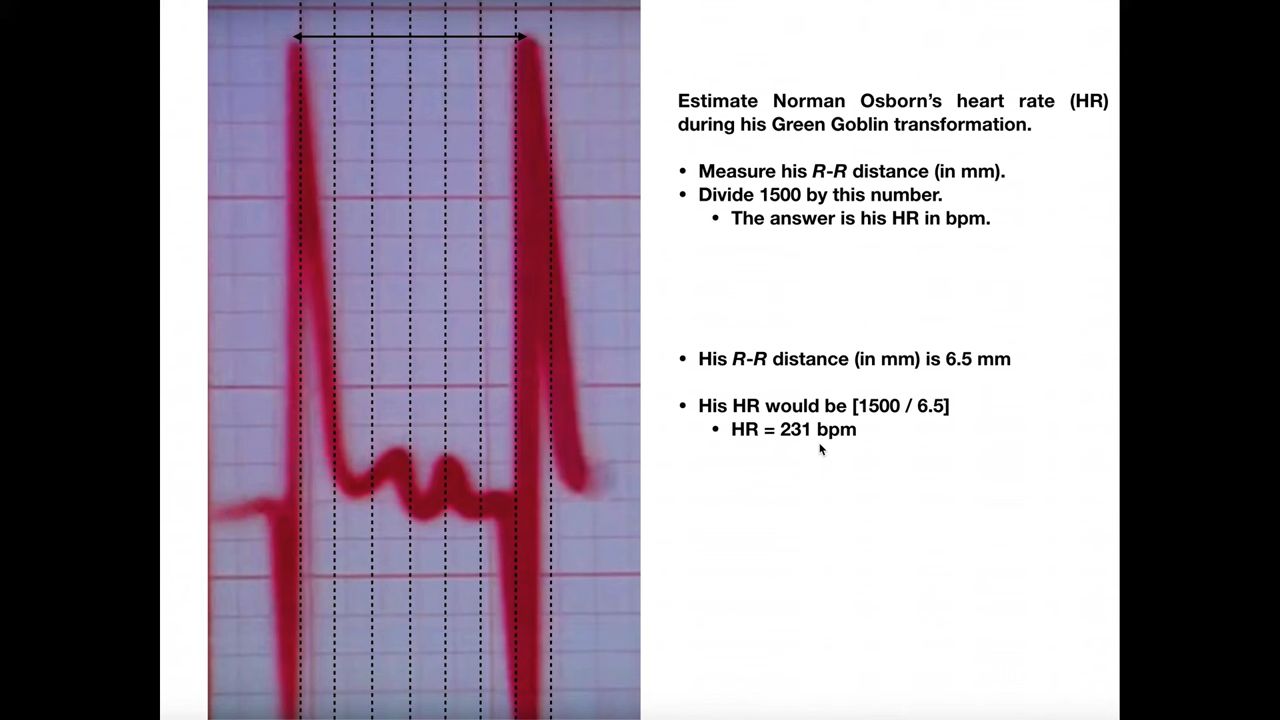 Estimate Norman Osborn’s heart rate (HR)
during his Green Goblin transformation.
• Measure his R-R distance (in mm).
• Divide 1500 by this number.
• The answer is his HR in bpm.
• His R-R distance (in mm) is 6.5 mm
• His HR would be [1500 / 6.5]
• HR = 231 bpm